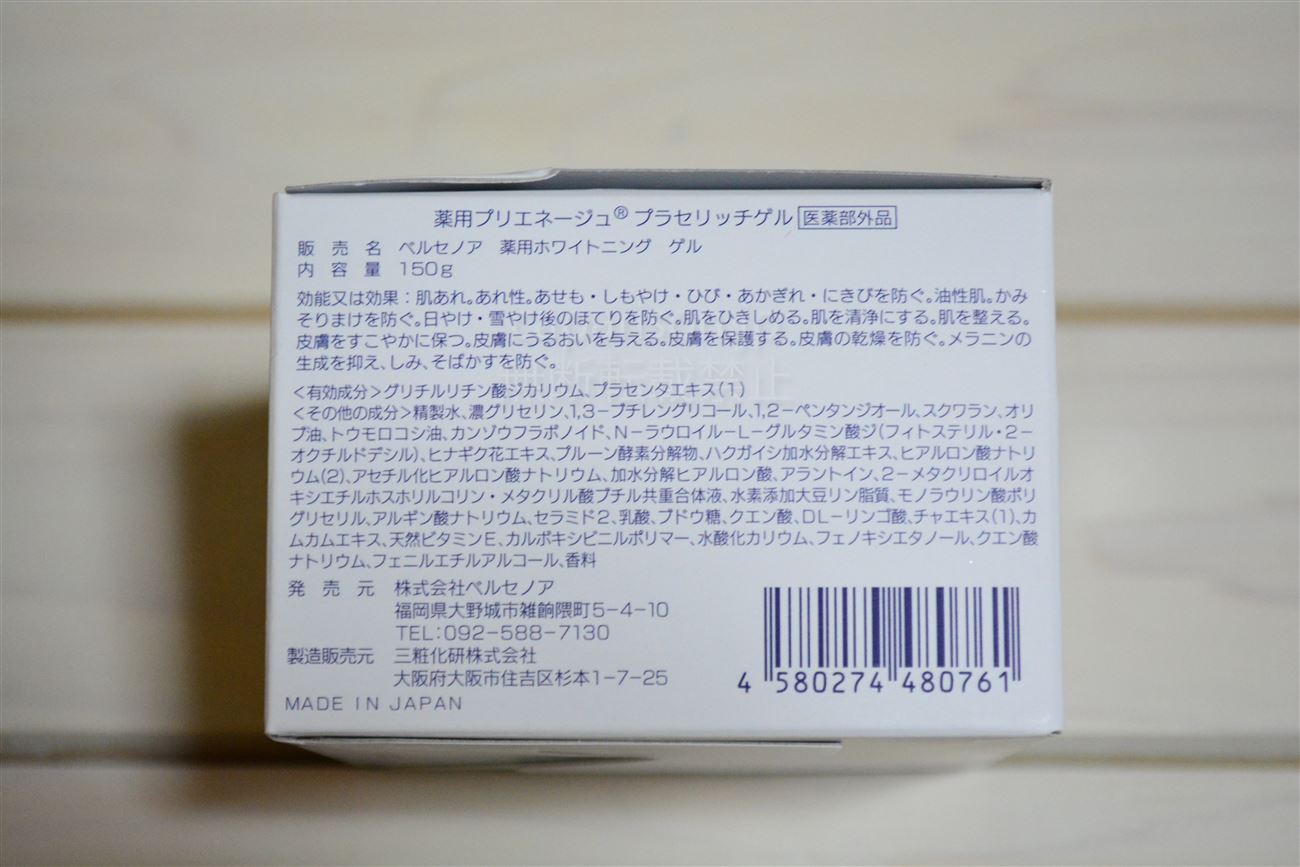 薬用プリエネージュ® プラセリッチゲル 医薬部外品
販売名 ベルセノア 薬用ホワイトニング ゲル
内容量 150g
効能又は効果：肌あれ。あれ性。あせも・しもやけ・ひび・あかぎれ・にきびを防ぐ。油性肌。かみ
そりまけを防ぐ。日やけ・雪やけ後のほてりを防ぐ。肌をひきしめる。肌を清浄にする。肌を整える。
皮膚をすこやかに保つ。皮膚にうるおいを与える。皮膚を保護する。皮膚の乾燥を防ぐ。メラニンの
生成を抑え、しみ、そばかすを防ぐ。
無断転載禁止
＜有効成分＞グリチルリチン酸ジカリウム、プラセンタエキス(1)
＜その他の成分＞精製水、濃グリセリン、1,3－ブチレングリコール、1,2－ペンタンジオール、スクワラン、オリ
ブ油、トウモロコシ油、カンゾウフラボノイド、N－ラウロイル－L－グルタミン酸ジ(フィトステリル・2－
オクチルドデシル)、ヒナギク花エキス、プルーン酵素分解物、ハクガイシ加水分解エキス、ヒアルロン酸ナトリ
ウム(2)、アセチル化ヒアルロン酸ナトリウム、加水分解ヒアルロン酸、アラントイン、2－メタクリロイルオ
キシエチルホスホリルコリン・メタクリル酸ブチル共重合体液、水素添加大豆リン脂質、モノラウリン酸ポリ
グリセリル、アルギン酸ナトリウム、セラミド2、乳酸、ブドウ糖、クエン酸、DL－リンゴ酸、チャエキス(1)、カ
ムカムエキス、天然ビタミンE、カルボキシビニルポリマー、水酸化カリウム、フェノキシエタノール、クエン酸
ナトリウム、フェニルエチルアルコール、香料
発売元 株式会社ベルセノア
福岡県大野城市雑餉隈町5－4－10
TEL：092－588－7130
製造販売元 三粧化研株式会社
大阪府大阪市住吉区杉本1－7－25
MADE IN JAPAN
4 580274 480761